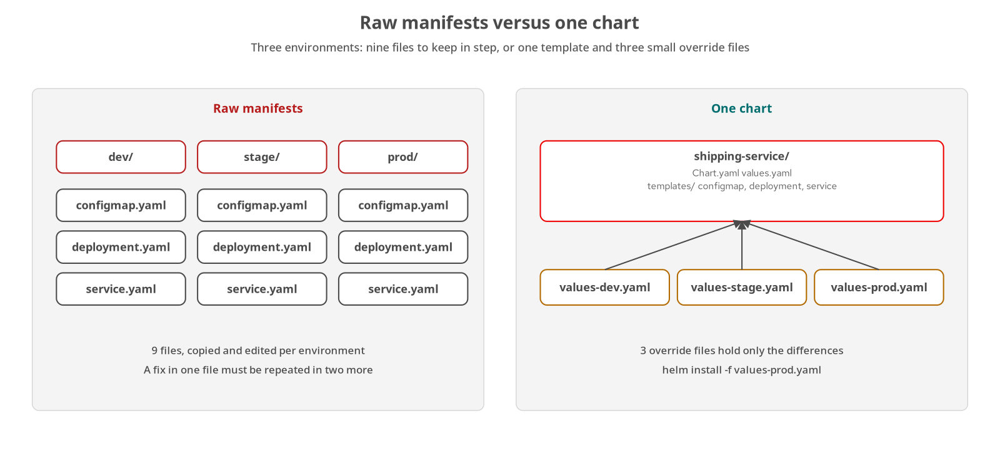 Raw manifests versus one chart
Three environments: nine files to keep in step, or one template and three small override files
Raw manifests
dev/
stage/
prod/
configmap.yaml
configmap.yaml
configmap.yaml
deployment.yaml
deployment.yaml
deployment.yaml
service.yaml
service.yaml
service.yaml
9 files, copied and edited per environment
A fix in one file must be repeated in two more
One chart
shipping-service/
Chart.yaml values.yaml
templates/ configmap, deployment, service
values-dev.yaml
values-stage.yaml
values-prod.yaml
3 override files hold only the differences
helm install -f values-prod.yaml